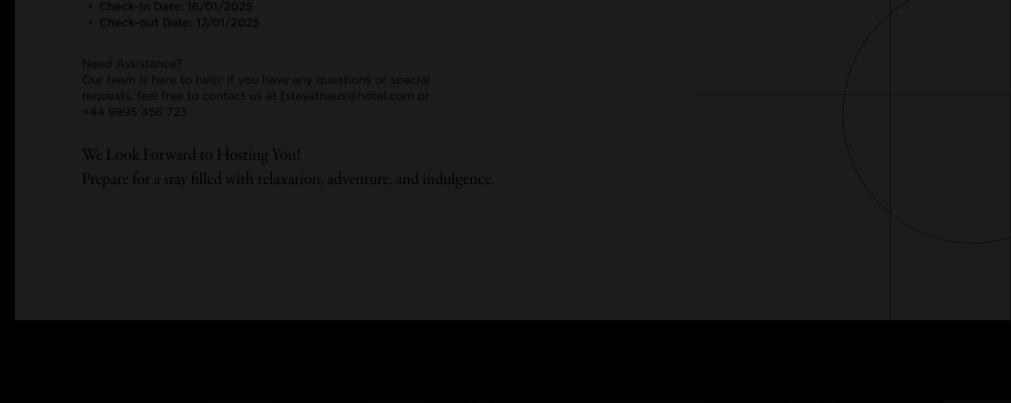 • Check-in Date: 16/01/2025
• Check-out Date: 17/01/2025
Need Assistance?
Our team is here to help! If you have any questions or special
requests, feel free to contact us at [stayathaus@hotel.com or
+44 9895 456 723
We Look Forward to Hosting You!
Prepare for a stay filled with relaxation, adventure, and indulgence.